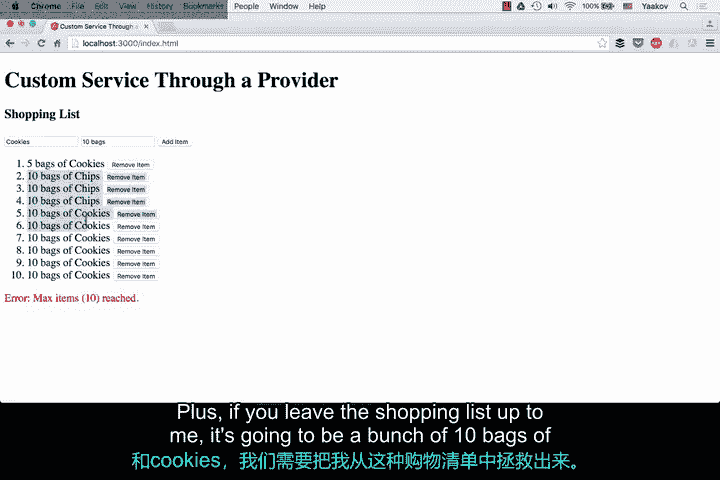 Chrome File Edit View History Bookmarks People Window Help 100% Yaakov
Custom Service Through a
localhost:3000/index.html
Custom Service Through a Provider
Shopping List
Cookies 10 bags Add Item
1. 5 bags of Cookies Remove Item
2. 10 bags of Chips Remove Item
3. 10 bags of Chips Remove Item
4. 10 bags of Chips Remove Item
5. 10 bags of Cookies Remove Item
6. 10 bags of Cookies Remove Item
7. 10 bags of Cookies Remove Item
8. 10 bags of Cookies Remove Item
9. 10 bags of Cookies Remove Item
10. 10 bags of Cookies Remove Item
Error: Max items (10) reached.
Plus, if you leave the shopping list up to
me, it's going to be a bunch of 10 bags of
和cookies，我们需要把我从这种购物清单中拯救出来。